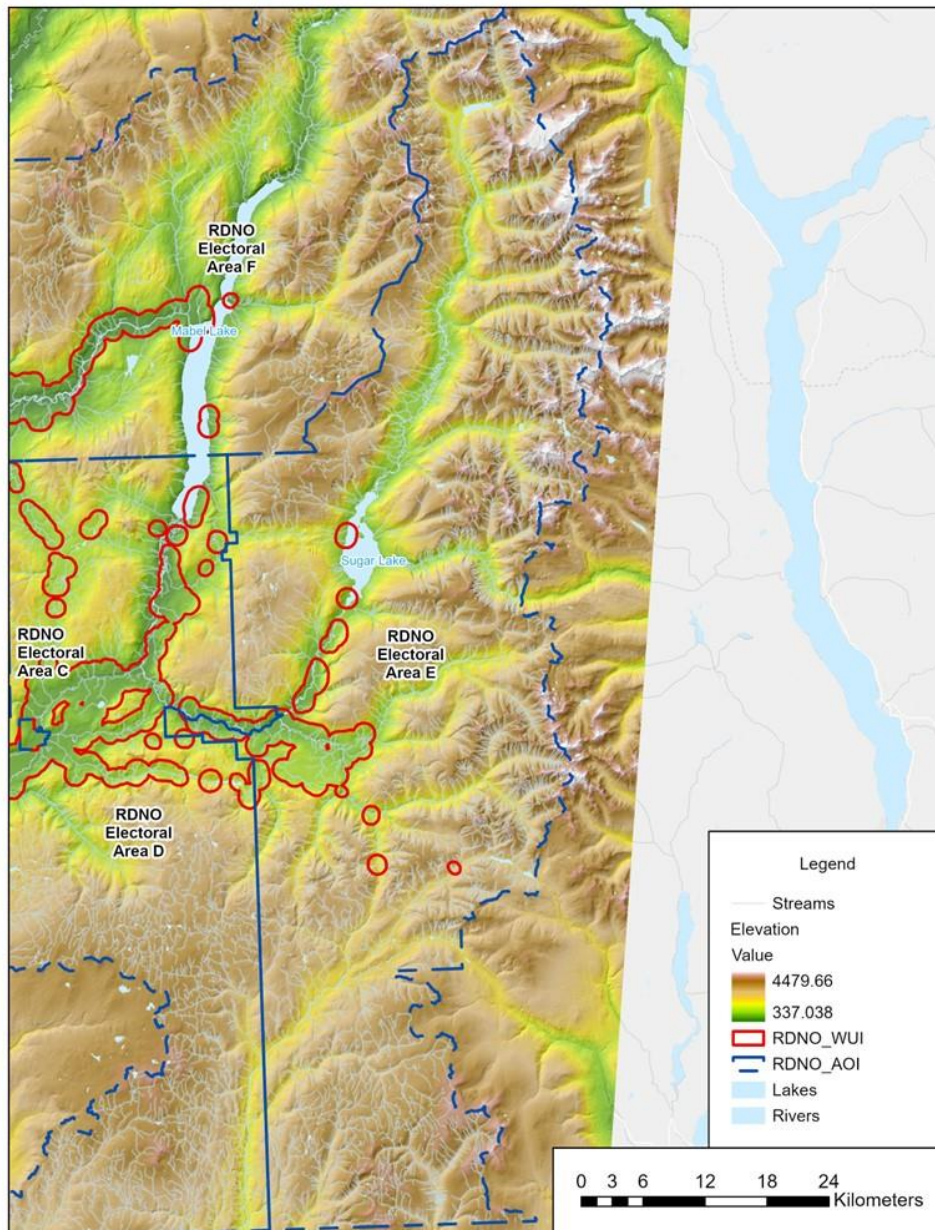 RDNO
Electoral
Area F
Mabel Lake
Sugar Lake
RDNO
Electoral
Area C
RDNO
Electoral
Area E
RDNO
Electoral
Area D
Legend
Streams
Elevation
Value
4479.66
337.038
RDNO_WUI
RDNO_AOI
Lakes
Rivers
0 3 6 12 18 24
Kilometers